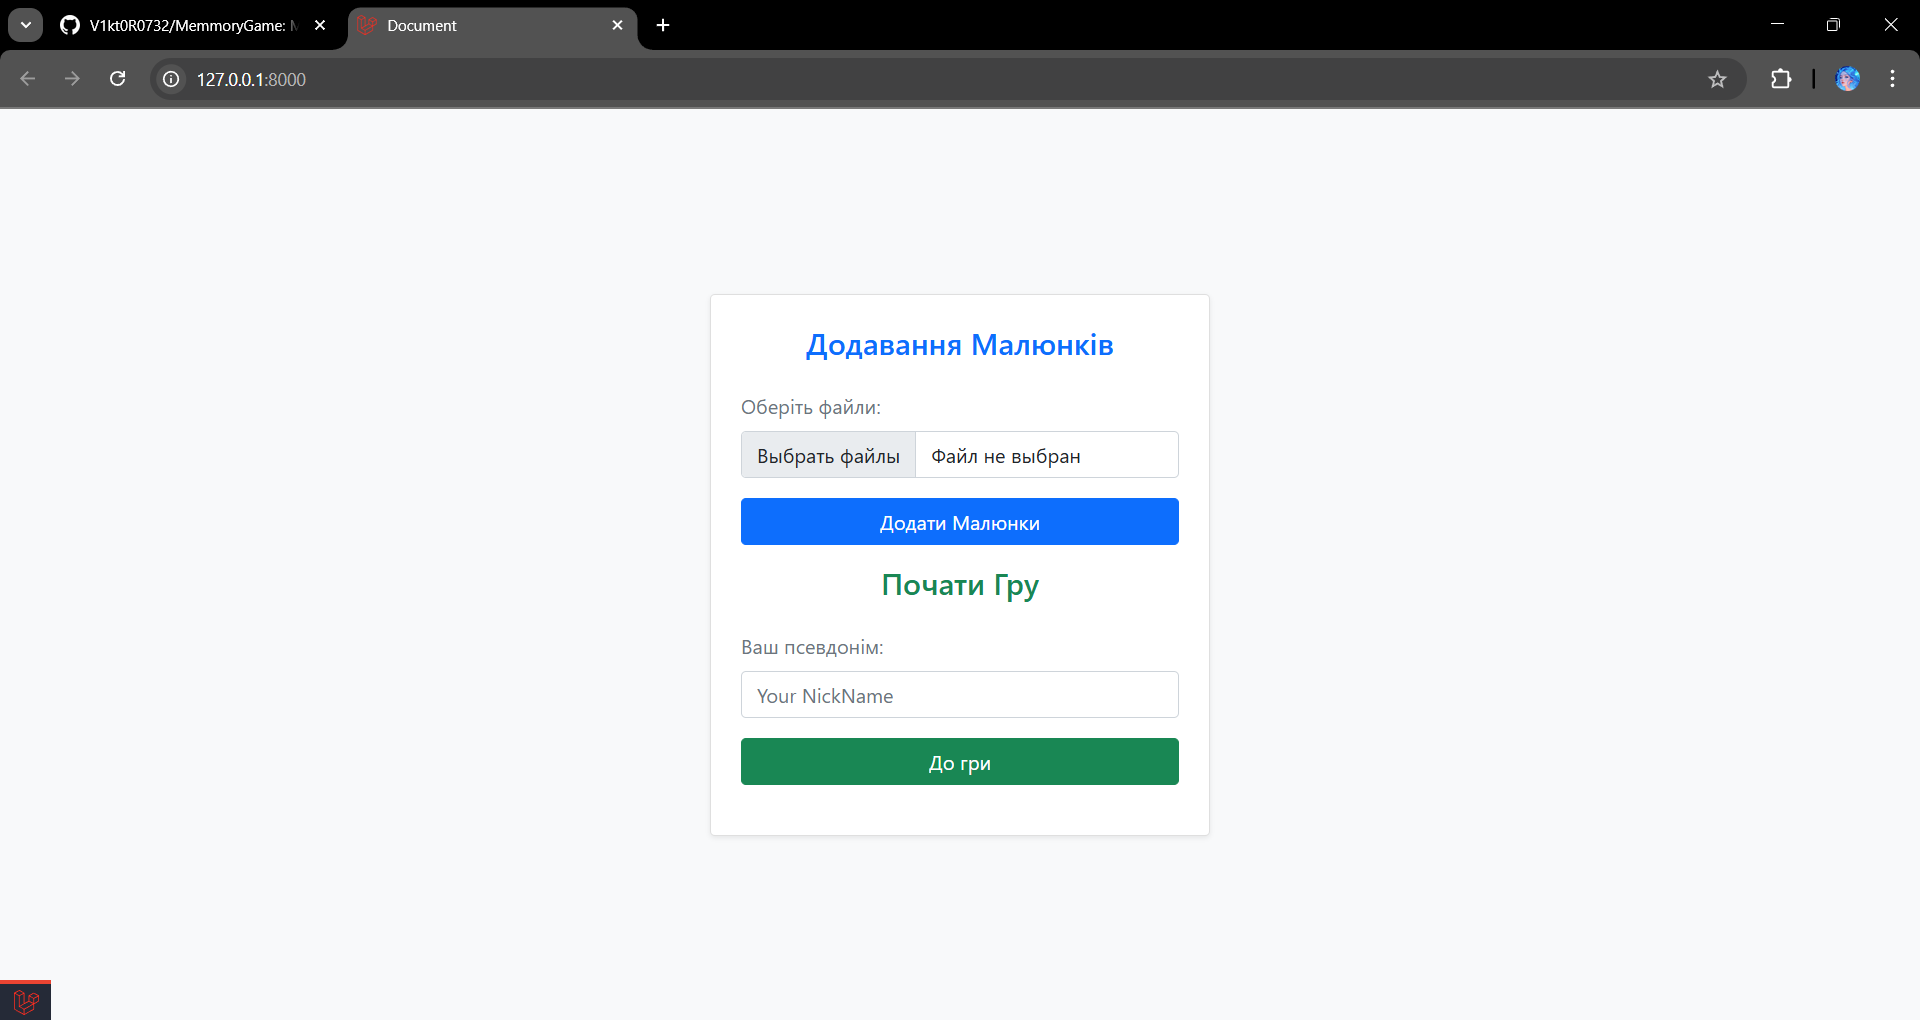 V1kt0R0732/MemmoryGame:
Document
127.0.0.1:8000
Додавання Малюнків
Оберіть файли:
Выбрать файлы Файл не выбран
Додати Малюнки
Почати Гру
Ваш псевдонім:
Your NickName
До гри